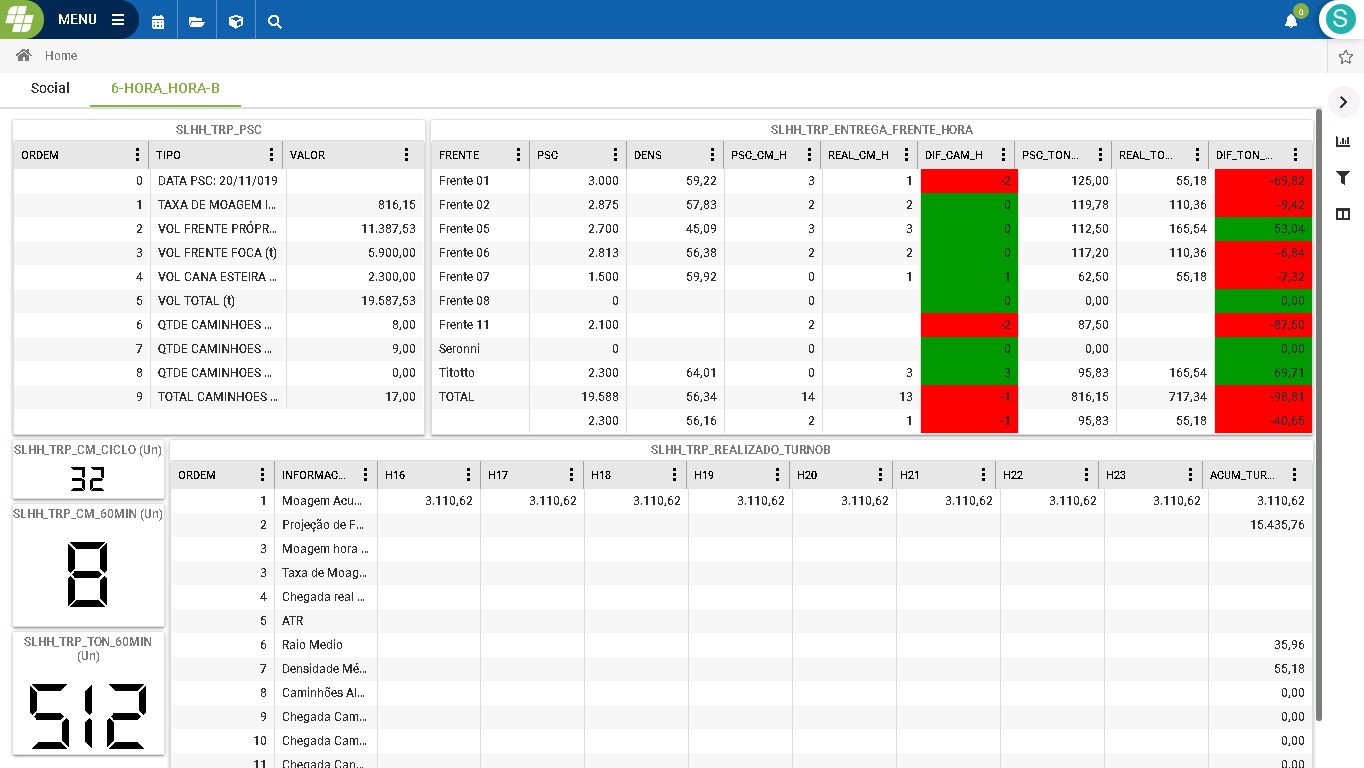 MENU
0
S
Home
Social 6-HORA_HORA-B
SLHH_TRP_PSC
ORDEM TIPO VALOR
0 DATA PSC: 20/11/019
1 TAXA DE MOAGEM I... 816,15
2 VOL FRENTE PRÓPR... 11.387,53
3 VOL FRENTE FOCA (t) 5.900,00
4 VOL CANA ESTEIRA ... 2.300,00
5 VOL TOTAL (t) 19.587,53
6 QTDE CAMINHOES ... 8,00
7 QTDE CAMINHOES ... 9,00
8 QTDE CAMINHOES ... 0,00
9 TOTAL CAMINHOES ... 17,00
SLHH_TRP_ENTREGA_FRENTE_HORA
FRENTE PSC DENS PSC_CM_H REAL_CM_H DIF_CAM_H PSC_TON... REAL_TO... DIF_TON_...
Frente 01 3.000 59,22 3 1 -2 125,00 55,18 -69,82
Frente 02 2.875 57,83 2 2 0 119,78 110,36 -9,42
Frente 05 2.700 45,09 3 3 0 112,50 165,54 53,04
Frente 06 2.813 56,38 2 2 0 117,20 110,36 -6,84
Frente 07 1.500 59,92 0 1 1 62,50 55,18 -7,32
Frente 08 0 0 0 0,00 0,00
Frente 11 2.100 2 -2 87,50 -87,50
Seronni 0 0 0 0,00 0,00
Titotto 2.300 64,01 0 3 3 95,83 165,54 69,71
TOTAL 19.588 56,34 14 13 -1 816,15 717,34 -98,81
2.300 56,16 2 1 -1 95,83 55,18 -40,65
SLHH_TRP_CM_CICLO (Un)
32
SLHH_TRP_CM_60MIN (Un)
8
SLHH_TRP_TON_60MIN
(Un)
512
SLHH_TRP_REALIZADO_TURNOB
ORDEM INFORMAC... H16 H17 H18 H19 H20 H21 H22 H23 ACUM_TUR...
1 Moagem Acu... 3.110,62 3.110,62 3.110,62 3.110,62 3.110,62 3.110,62 3.110,62 3.110,62 3.110,62
2 Projeção de F... 15.435,76
3 Moagem hora ...
3 Taxa de Moag...
4 Chegada real ...
5 ATR
6 Raio Medio 35,96
7 Densidade Mé... 55,18
8 Caminhões Al... 0,00
9 Chegada Cam... 0,00
10 Chegada Cam... 0,00
11 Chegada Can... 0,00